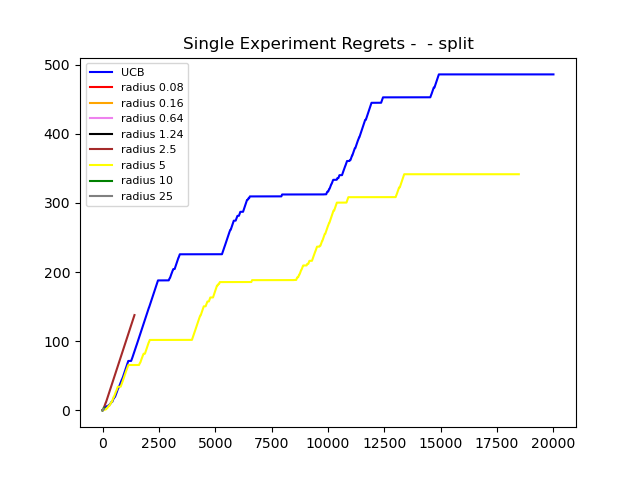 Single Experiment Regrets -  - split
UCB
radius 0.08
radius 0.16
radius 0.64
radius 1.24
radius 2.5
radius 5
radius 10
radius 25
500
400
300
200
100
0
0 2500 5000 7500 10000 12500 15000 17500 20000